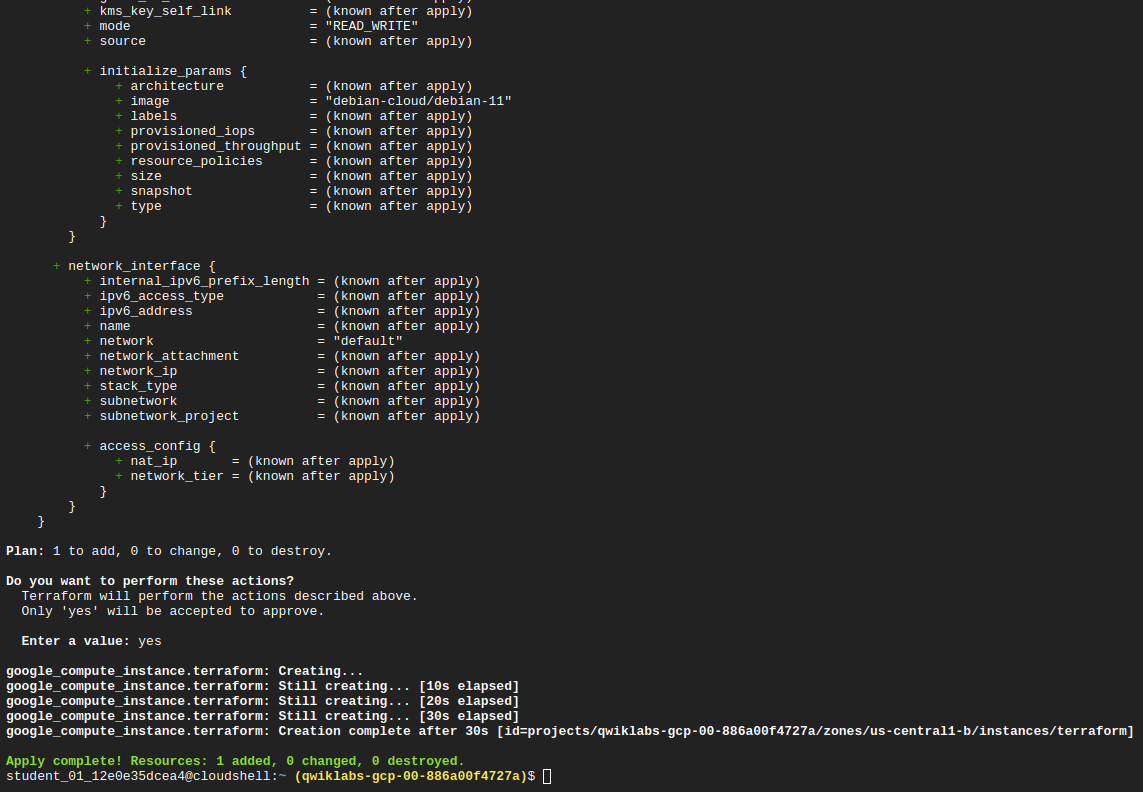 + kms_key_self_link = (known after apply)
+ mode = "READ_WRITE"
+ source = (known after apply)
+ initialize_params {
+ architecture = (known after apply)
+ image = "debian-cloud/debian-11"
+ labels = (known after apply)
+ provisioned_iops = (known after apply)
+ provisioned_throughput = (known after apply)
+ resource_policies = (known after apply)
+ size = (known after apply)
+ snapshot = (known after apply)
+ type = (known after apply)
}
}
+ network_interface {
+ internal_ipv6_prefix_length = (known after apply)
+ ipv6_access_type = (known after apply)
+ ipv6_address = (known after apply)
+ name = (known after apply)
+ network = "default"
+ network_attachment = (known after apply)
+ network_ip = (known after apply)
+ stack_type = (known after apply)
+ subnetwork = (known after apply)
+ subnetwork_project = (known after apply)
+ access_config {
+ nat_ip = (known after apply)
+ network_tier = (known after apply)
}
}
}
Plan: 1 to add, 0 to change, 0 to destroy.
Do you want to perform these actions?
Terraform will perform the actions described above.
Only 'yes' will be accepted to approve.
Enter a value: yes
google_compute_instance.terraform: Creating...
google_compute_instance.terraform: Still creating... [10s elapsed]
google_compute_instance.terraform: Still creating... [20s elapsed]
google_compute_instance.terraform: Still creating... [30s elapsed]
google_compute_instance.terraform: Creation complete after 30s [id=projects/qwiklabs-gcp-00-886a00f4727a/zones/us-central1-b/instances/terraform]
Apply complete! Resources: 1 added, 0 changed, 0 destroyed.
student_01_12e0e35dcea4@cloudshell:~ (qwiklabs-gcp-00-886a00f4727a)$